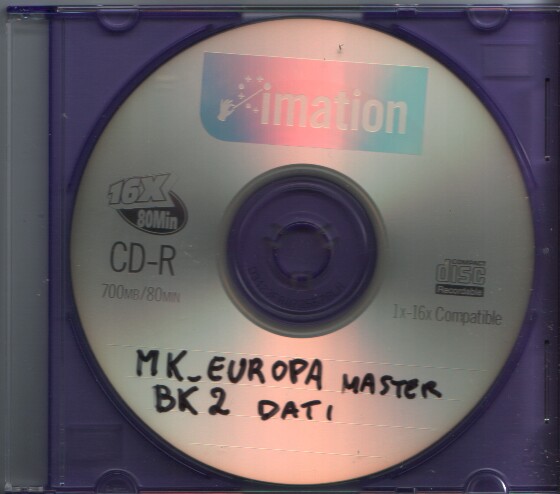 imation
16X
80Min
CD-R
700MB/80MIN
COMPACT
disc
Recordable
1x-16x Compatible
MK_EUROPA MASTER
BK2 DATI